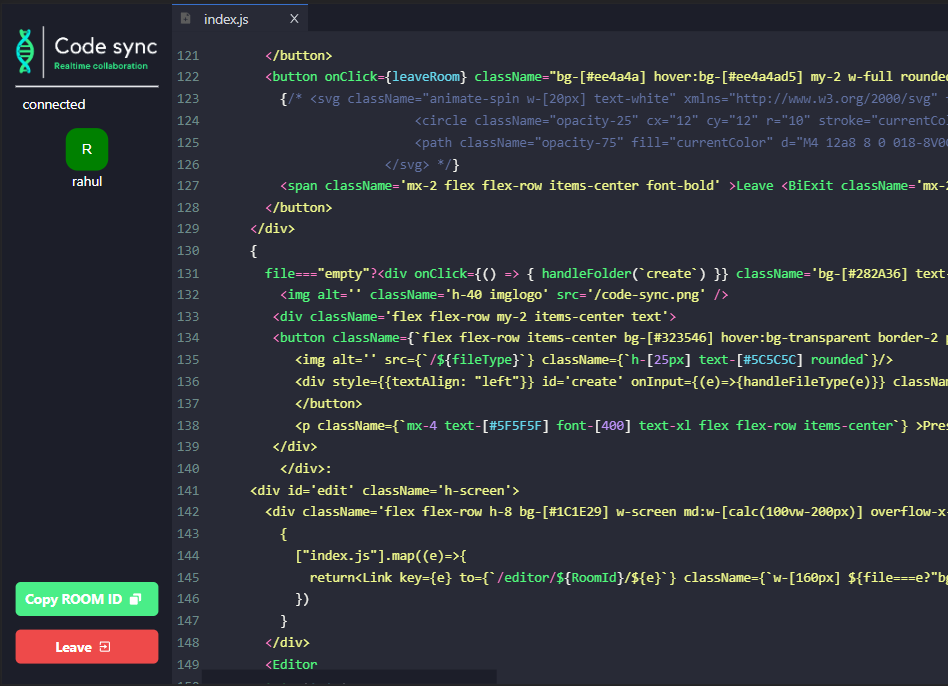 Code sync
Realtime collaboration
connected
R
rahul
Copy ROOM ID
Leave
index.js X
121 </button>
122 <button onClick={leaveRoom} className="bg-[#ee4a4a] hover:bg-[#ee4a4ad5] my-2 w-full rounded
123 {/* <svg className="animate-spin w-[20px] text-white" xmlns="http://www.w3.org/2000/svg"
124 <circle className="opacity-25" cx="12" cy="12" r="10" stroke="currentCol
125 <path className="opacity-75" fill="currentColor" d="M4 12a8 8 0 018-8V0C
126 </svg> */}
127 <span className='mx-2 flex flex-row items-center font-bold' >Leave <BiExit className='mx-2
128 </button>
129 </div>
130 {
131 file==="empty"?<div onClick={() => { handleFolder(`create`) }} className='bg-[#282A36] text-
132 <img alt='' className='h-40 imglogo' src='/code-sync.png' />
133 <div className='flex flex-row my-2 items-center text'>
134 <button className={`flex flex-row items-center bg-[#323546] hover:bg-transparent border-2 p
135 <img alt='' src={`/${fileType}`} className={`h-[25px] text-[#5C5C5C] rounded`}/>
136 <div style={{textAlign: "left"}} id='create' onInput={(e)=>{handleFileType(e)}} classNam
137 </button>
138 <p className={`mx-4 text-[#5F5F5F] font-[400] text-xl flex flex-row items-center`} >Pres
139 </div>
140 </div>:
141 <div id='edit' className='h-screen'>
142 <div className='flex flex-row h-8 bg-[#1C1E29] w-screen md:w-[calc(100vw-200px)] overflow-x-
143 {
144 ["index.js"].map((e)=>{
145 return<Link key={e} to={`/editor/${RoomId}/${e}`} className={`w-[160px] ${file===e?"bg
146 })
147 }
148 </div>
149 <Editor